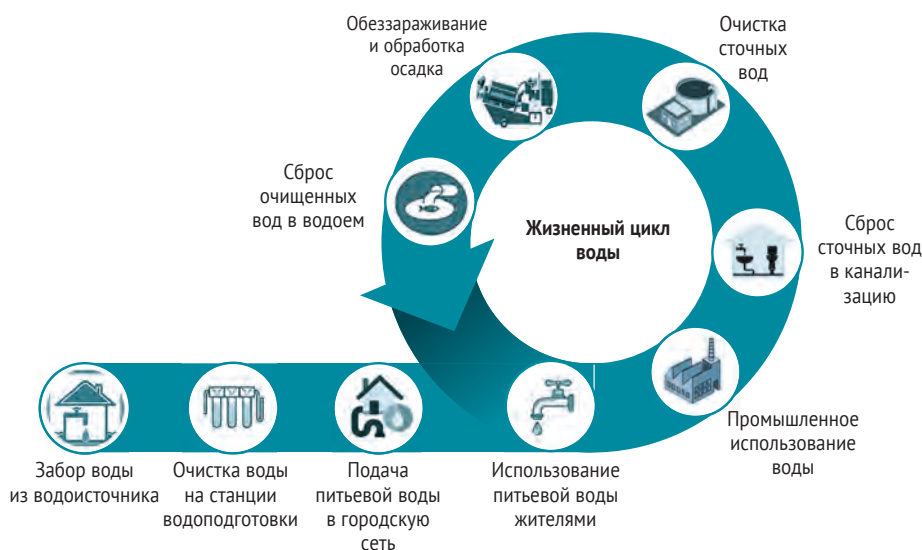 Обеззараживание
и обработка
осадка
Очистка
сточных
вод
Сброс
очищенных
вод в водоем
Жизненный цикл
воды
Сброс
сточных вод
в канали-
зацию
Промышленное
использование
воды
Забор воды
из водоисточника
Очистка воды
на станции
водоподготовки
Подача
питьевой воды
в городскую
сеть
Использование
питьевой воды
жителями